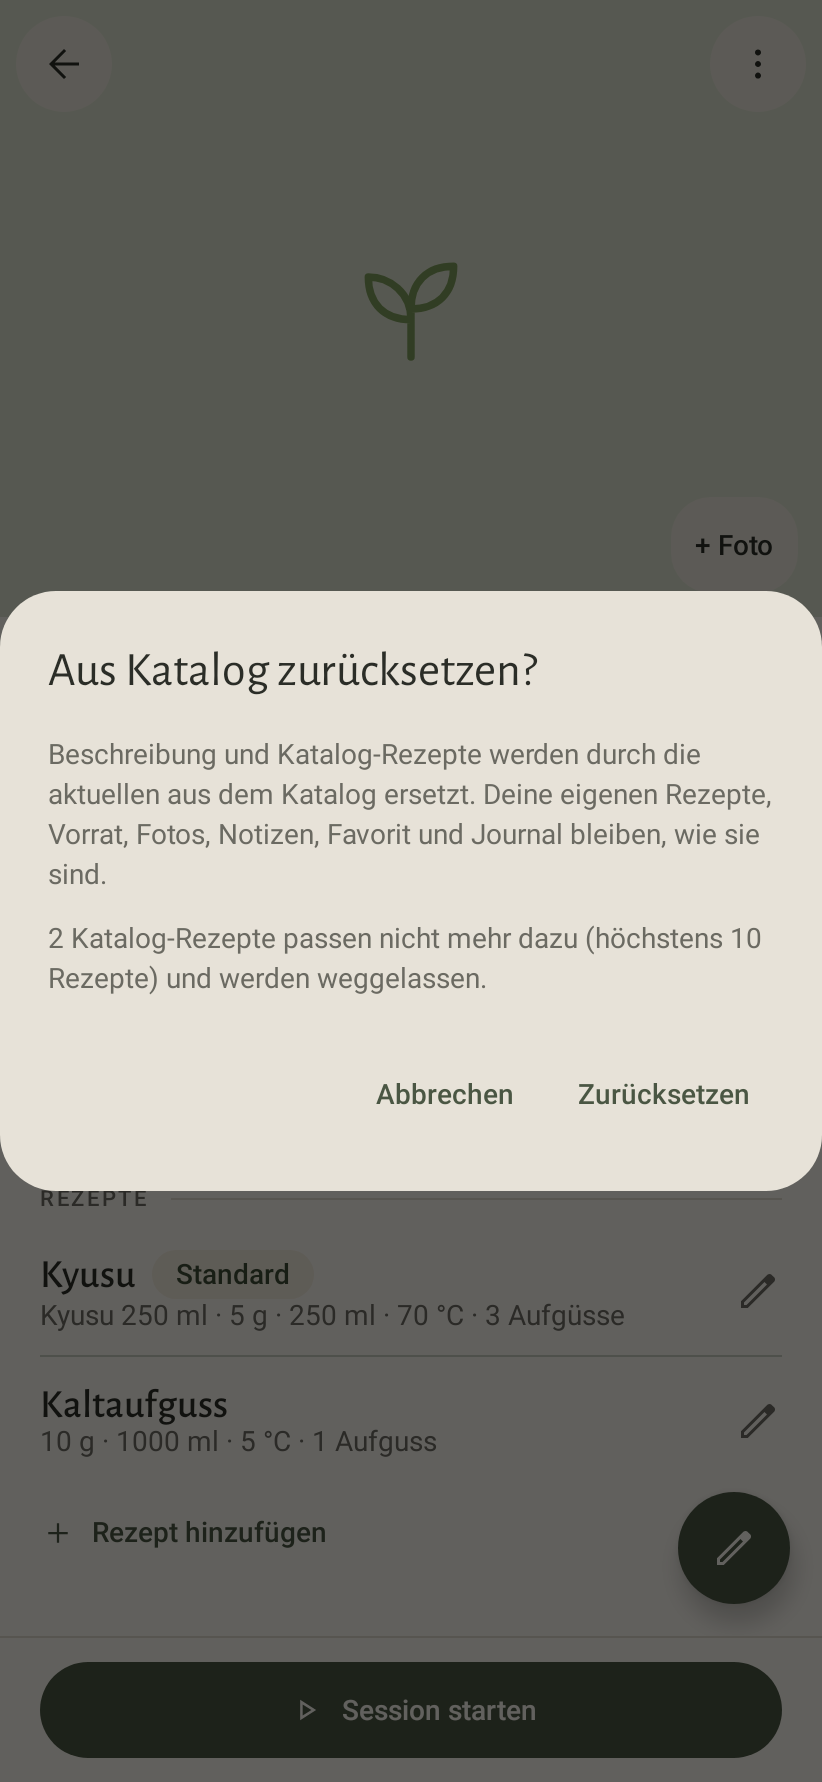 + Foto
Aus Katalog zurücksetzen?
Beschreibung und Katalog-Rezepte werden durch die
aktuellen aus dem Katalog ersetzt. Deine eigenen Rezepte,
Vorrat, Fotos, Notizen, Favorit und Journal bleiben, wie sie
sind.
2 Katalog-Rezepte passen nicht mehr dazu (höchstens 10
Rezepte) und werden weggelassen.
Abbrechen Zurücksetzen
REZEPTE
Kyusu Standard
Kyusu 250 ml · 5 g · 250 ml · 70 °C · 3 Aufgüsse
Kaltaufguss
10 g · 1000 ml · 5 °C · 1 Aufguss
+ Rezept hinzufügen
Session starten